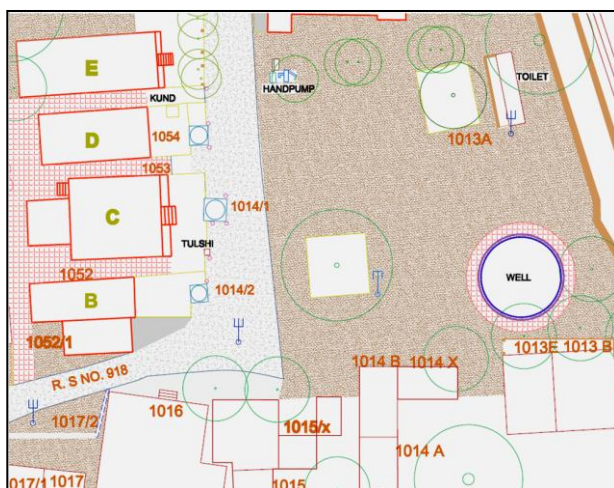 E
KUND
HANDPUMP
TOILET
1054
D
1013A
1053
C
1014/1
TULSHI
1052
WELL
B
1014/2
1052/1
1013E 1013 B
1014 B 1014 X
R. S NO. 918
1016
1017/2
1015/x
1014 A
017/1 1017
1015